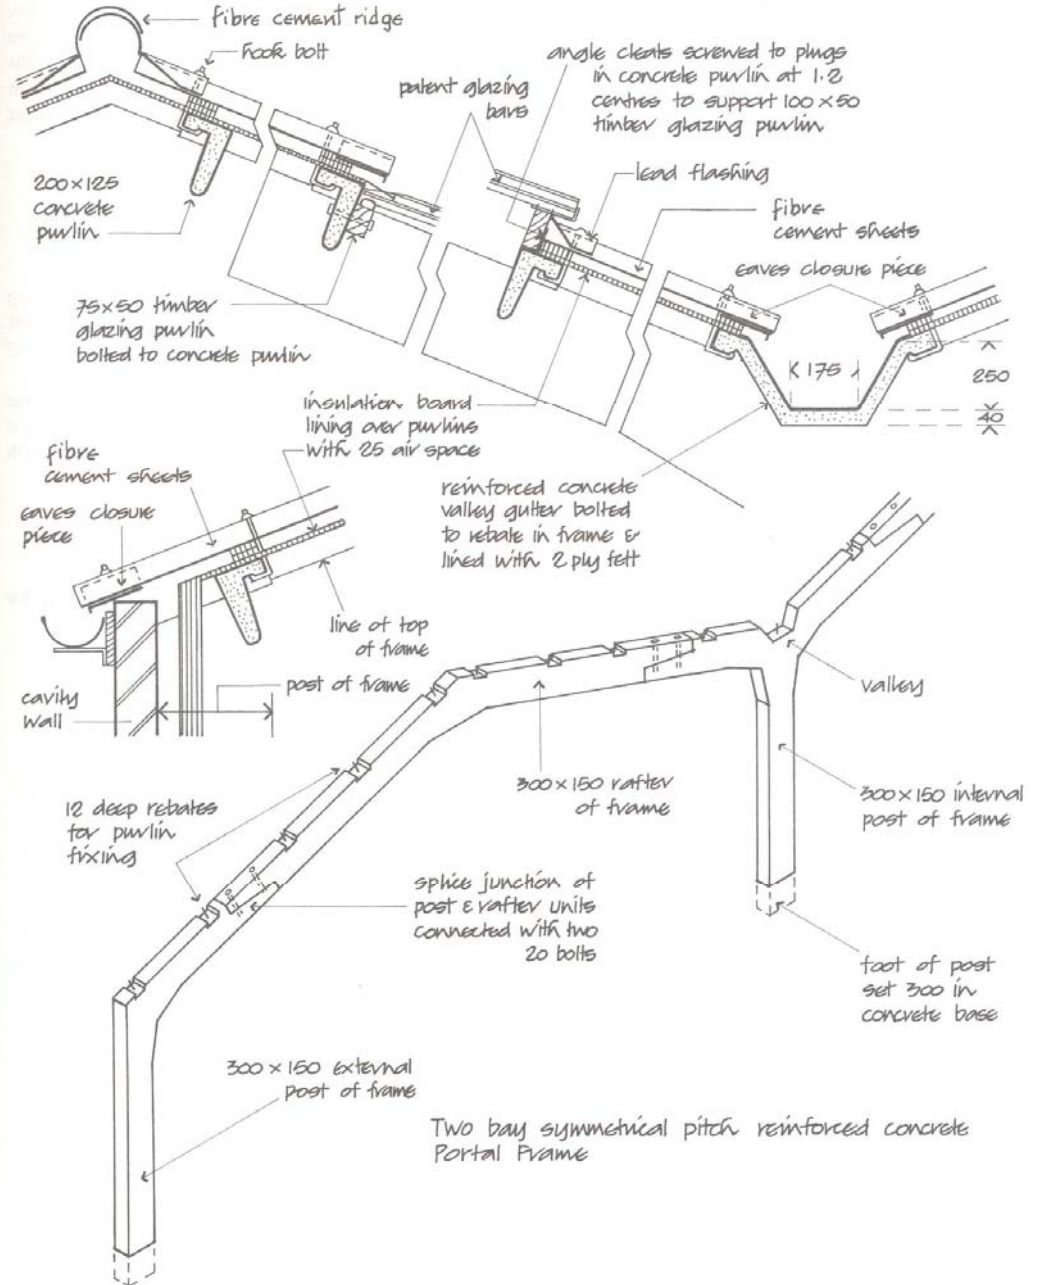 fibre cement ridge
hook bolt
angle cleats screwed to plugs
in concrete purlin at 1·2
centres to support 100 × 50
timber glazing purlin
patent glazing
bars
lead flashing
200 × 125
concrete
purlin
fibre
cement sheets
eaves closure piece
75 × 50 timber
glazing purlin
bolted to concrete purlin
175
250
40
insulation board
lining over purlins
with 25 air space
fibre
cement sheets
eaves closure
piece
reinforced concrete
valley gutter bolted
to rebate in frame &
lined with 2 ply felt
line of top
of frame
post of frame
cavity
wall
valley
12 deep rebates
for purlin
fixing
300 × 150 rafter
of frame
300 × 150 internal
post of frame
splice junction of
post & rafter units
connected with two
20 bolts
foot of post
set 300 in
concrete base
300 × 150 external
post of frame
Two bay symmetrical pitch reinforced concrete
Portal Frame